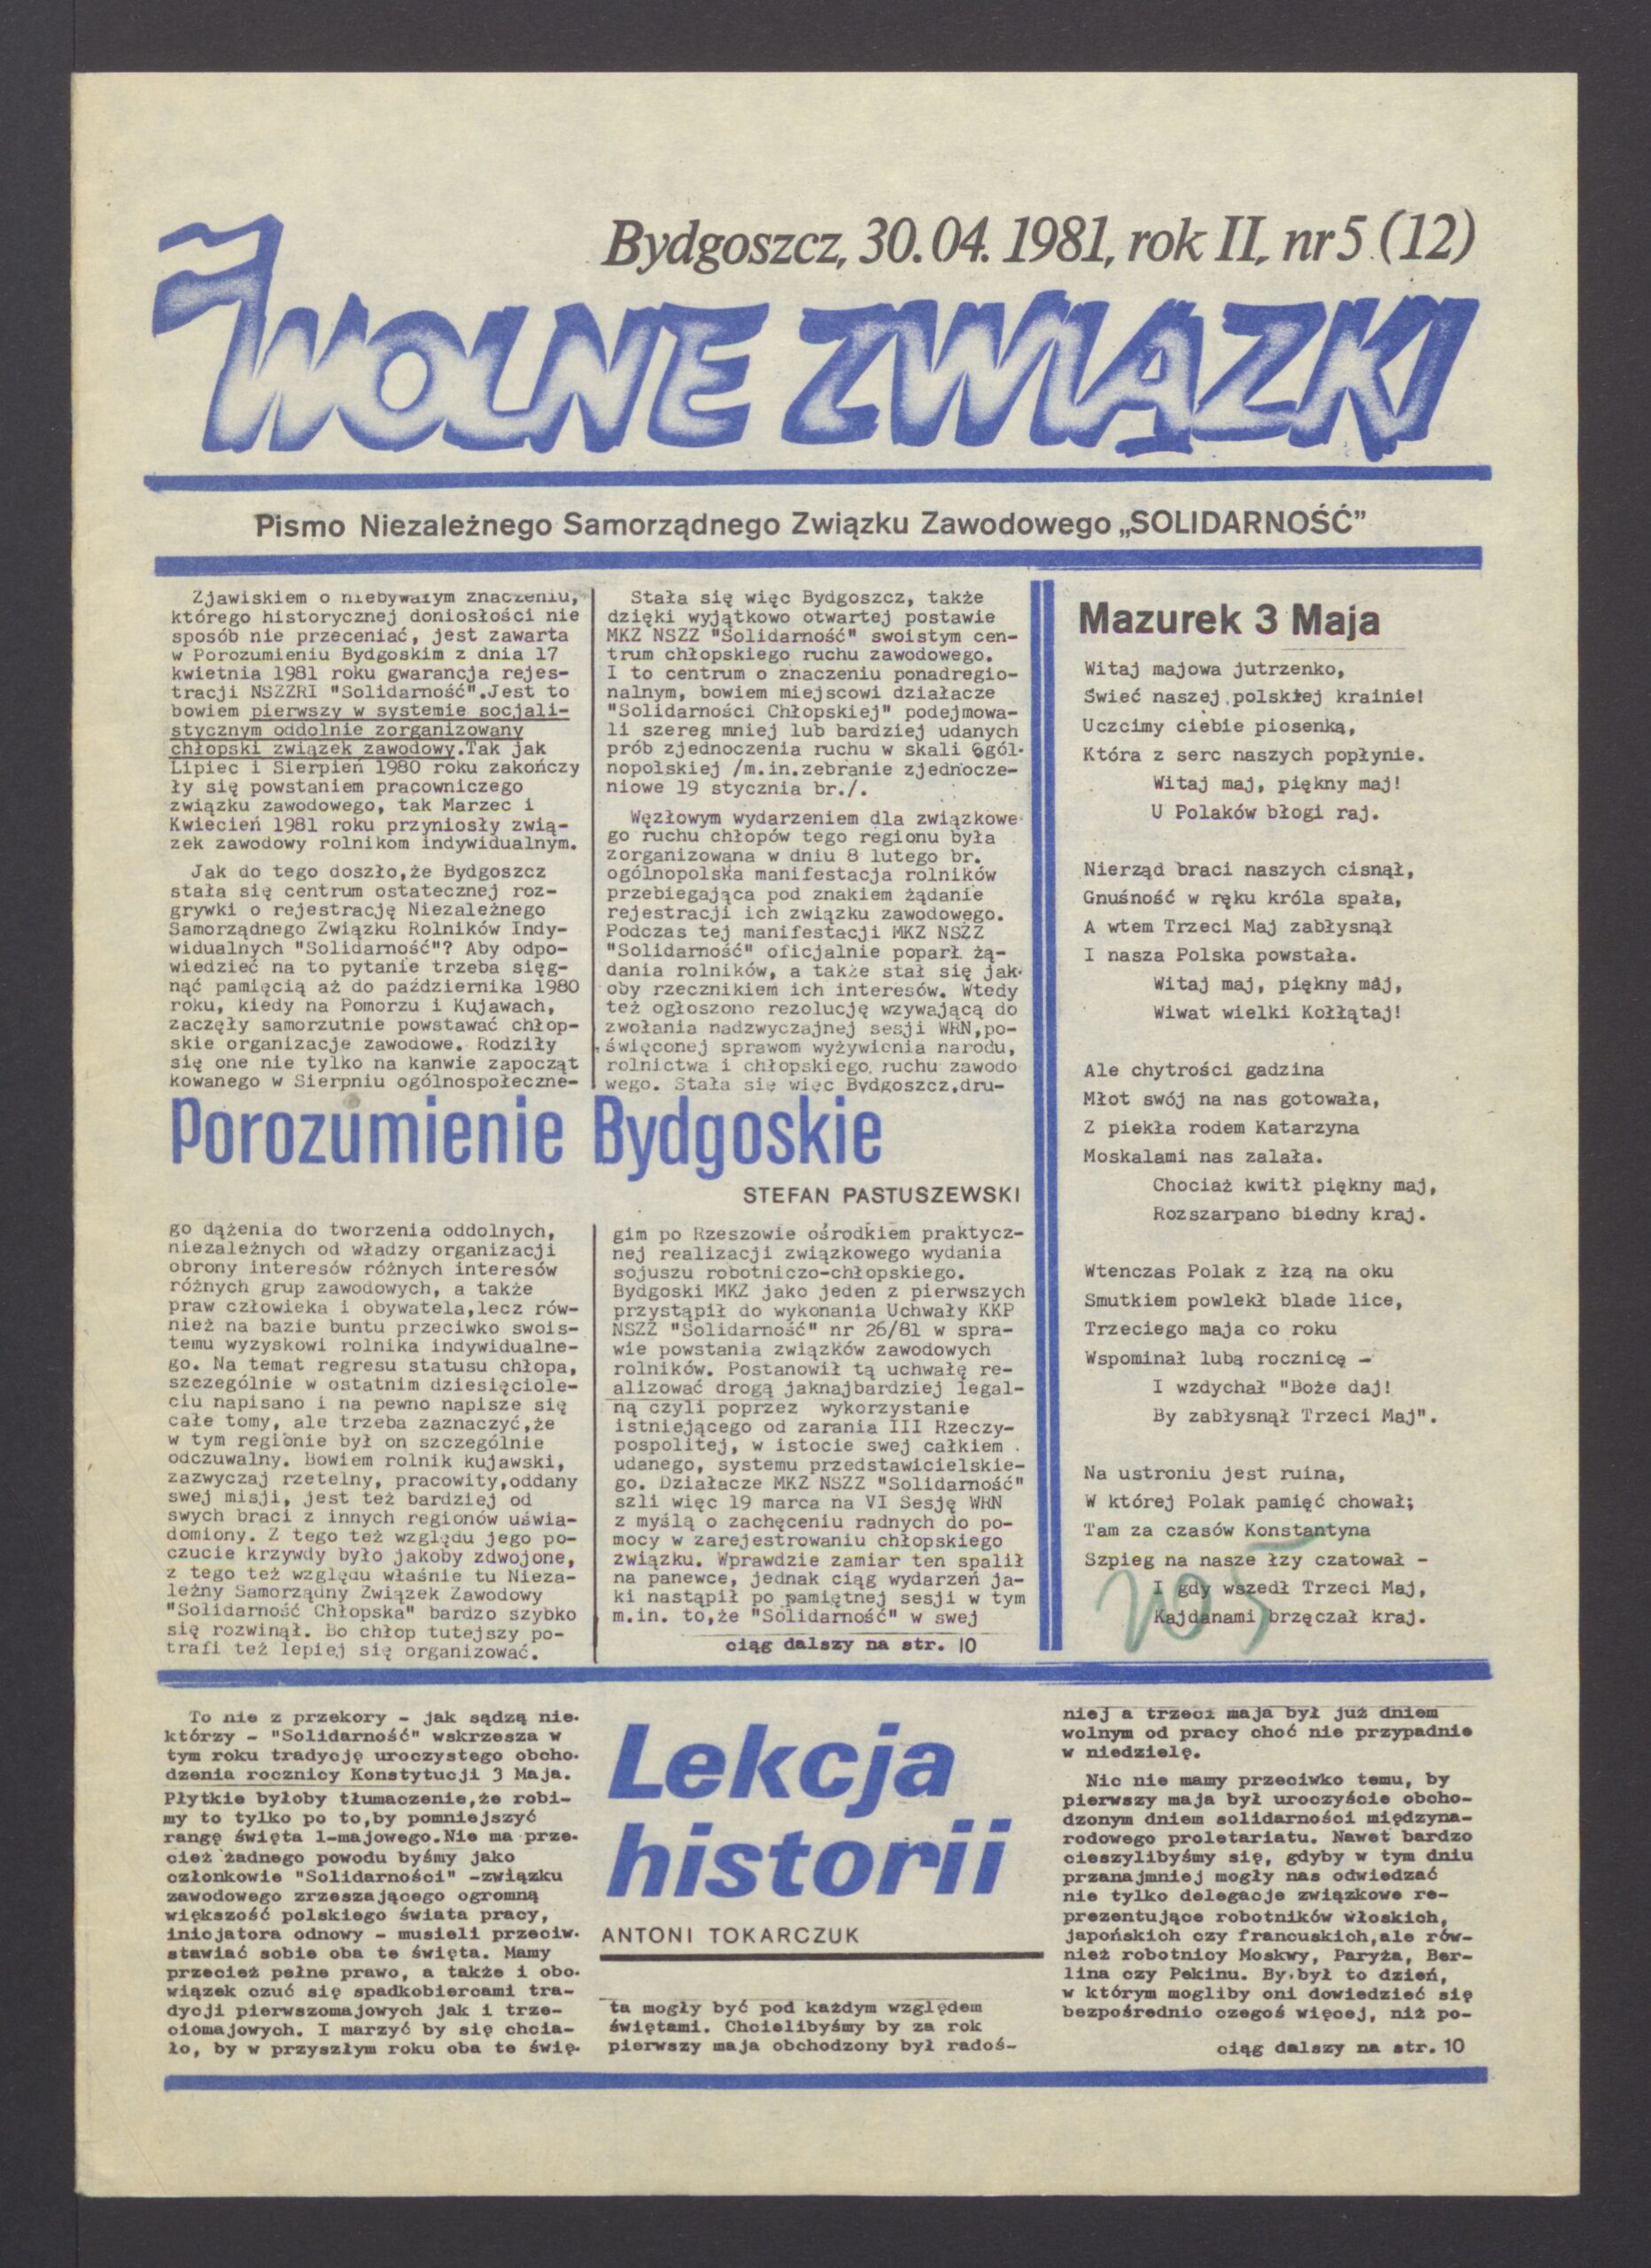 Bydgoszcz, 30.04.1981, rok II, nr 5 (12)
WOLNE ZWIĄZKI
Pismo Niezależnego Samorządnego Związku Zawodowego „SOLIDARNOŚĆ”
Zjawiskiem o niebywałym znaczeniu,
którego historycznej doniosłości nie
sposób nie przeceniać, jest zawarta
w Porozumieniu Bydgoskim z dnia 17
kwietnia 1981 roku gwarancja rejes-
tracji NSZZRI "Solidarność".Jest to
bowiem pierwszy w systemie socjali-
stycznym oddolnie zorganizowany
chłopski związek zawodowy.Tak jak
Lipiec i Sierpień 1980 roku zakończy
ły się powstaniem pracowniczego
związku zawodowego, tak Marzec i
Kwiecień 1981 roku przyniosły zwią-
zek zawodowy rolnikom indywidualnym.
Jak do tego doszło,że Bydgoszcz
stała się centrum ostatecznej roz-
grywki o rejestrację Niezależnego
Samorządnego Związku Rolników Indy-
widualnych "Solidarność"? Aby odpo-
wiedzieć na to pytanie trzeba sięg-
nąć pamięcią aż do października 1980
roku, kiedy na Pomorzu i Kujawach,
zaczęły samorzutnie powstawać chłop-
skie organizacje zawodowe. Rodziły
się one nie tylko na kanwie zapocząt
kowanego w Sierpniu ogólnospołeczne-
Stała się więc Bydgoszcz, także
dzięki wyjątkowo otwartej postawie
MKZ NSZZ "Solidarność" swoistym cen-
trum chłopskiego ruchu zawodowego.
I to centrum o znaczeniu ponadregio-
nalnym, bowiem miejscowi działacze
"Solidarności Chłopskiej" podejmowa-
li szereg mniej lub bardziej udanych
prób zjednoczenia ruchu w skali ogól-
nopolskiej /m.in.zebranie zjednocze-
niowe 19 stycznia br./.
Węzłowym wydarzeniem dla związkowe-
go ruchu chłopów tego regionu była
zorganizowana w dniu 8 lutego br.
ogólnopolska manifestacja rolników
przebiegająca pod znakiem żądanie
rejestracji ich związku zawodowego.
Podczas tej manifestacji MKZ NSZZ
"Solidarność" oficjalnie poparł żą-
dania rolników, a także stał się jak-
oby rzecznikiem ich interesów. Wtedy
też ogłoszono rezolucję wzywającą do
zwołania nadzwyczajnej sesji WRN,po-
święconej sprawom wyżywienia narodu,
rolnictwa i chłopskiego ruchu zawodo
wego. Stała się więc Bydgoszcz,dru-
Porozumienie Bydgoskie
STEFAN PASTUSZEWSKI
go dążenia do tworzenia oddolnych,
niezależnych od władzy organizacji
obrony interesów różnych interesów
różnych grup zawodowych, a także
praw człowieka i obywatela,lecz rów-
nież na bazie buntu przeciwko swois-
temu wyzyskowi rolnika indywidualne-
go. Na temat regresu statusu chłopa,
szczególnie w ostatnim dziesięciole-
ciu napisano i na pewno napisze się
całe tomy, ale trzeba zaznaczyć,że
w tym regionie był on szczególnie
odczuwalny. Bowiem rolnik kujawski,
zazwyczaj rzetelny, pracowity,oddany
swej misji, jest też bardziej od
swych braci z innych regionów uświa-
domiony. Z tego też względu jego po-
czucie krzywdy było jakoby zdwojone,
z tego też względu właśnie tu Nieza-
leżny Samorządny Związek Zawodowy
"Solidarność Chłopska" bardzo szybko
się rozwinął. Bo chłop tutejszy po-
trafi też lepiej się organizować.
gim po Rzeszowie ośrodkiem praktycz-
nej realizacji związkowego wydania
sojuszu robotniczo-chłopskiego.
Bydgoski MKZ jako jeden z pierwszych
przystąpił do wykonania Uchwały KKP
NSZZ "Solidarność" nr 26/81 w spra-
wie powstania związków zawodowych
rolników. Postanowił tą uchwałę re-
alizować drogą jaknajbardziej legal-
ną czyli poprzez wykorzystanie
istniejącego od zarania III Rzeczy-
pospolitej, w istocie swej całkiem
udanego, systemu przedstawicielskie-
go. Działacze MKZ NSZZ "Solidarność"
szli więc 19 marca na VI Sesję WRN
z myślą o zachęceniu radnych do po-
mocy w zarejestrowaniu chłopskiego
związku. Wprawdzie zamiar ten spalił
na panewce, jednak ciąg wydarzeń ja-
ki nastąpił po pamiętnej sesji w tym
m.in. to,że "Solidarność" w swej
ciąg dalszy na str. 10
Mazurek 3 Maja
Witaj majowa jutrzenko,
Świeć naszej polskiej krainie!
Uczcimy ciebie piosenką,
Która z serc naszych popłynie.
Witaj maj, piękny maj!
U Polaków błogi raj.
Nierząd braci naszych cisnął,
Gnuśność w ręku króla spała,
A wtem Trzeci Maj zabłysnął
I nasza Polska powstała.
Witaj maj, piękny maj,
Wiwat wielki Kołłątaj!
Ale chytrości gadzina
Młot swój na nas gotowała,
Z piekła rodem Katarzyna
Moskalami nas zalała.
Chociaż kwitł piękny maj,
Rozszarpano biedny kraj.
Wtenczas Polak z łzą na oku
Smutkiem powlekł blade lice,
Trzeciego maja co roku
Wspominał lubą rocznicę –
I wzdychał "Boże daj!
By zabłysnął Trzeci Maj".
Na ustroniu jest ruina,
W której Polak pamięć chował;
Tam za czasów Konstantyna
Szpieg na nasze łzy czatował –
I gdy wszedł Trzeci Maj,
Kajdanami brzęczał kraj.
To nie z przekory - jak sądzą nie-
którzy - "Solidarność" wskrzesza w
tym roku tradycję uroczystego obcho-
dzenia rocznicy Konstytucji 3 Maja.
Płytkie byłoby tłumaczenie,że robi-
my to tylko po to,by pomniejszyć
rangę święta 1-majowego.Nie ma prze-
cież żadnego powodu byśmy jako
członkowie "Solidarności" -związku
zawodowego zrzeszającego ogromną
większość polskiego świata pracy,
inicjatora odnowy - musieli przeciw-
stawiać sobie oba te święta. Mamy
przecież pełne prawo, a także i obo-
wiązek czuć się spadkobiercami tra-
dycji pierwszomajowych jak i trze-
ciomajowych. I marzyć by się chcia-
ło, by w przyszłym roku oba te świę-
Lekcja
historii
ANTONI TOKARCZUK
ta mogły być pod każdym względem
świętami. Chcielibyśmy by za rok
pierwszy maja obchodzony był radoś-
niej a trzeci maja był już dniem
wolnym od pracy choć nie przypadnie
w niedzielę.
Nic nie mamy przeciwko temu, by
pierwszy maja był uroczyście obcho-
dzonym dniem solidarności międzyna-
rodowego proletariatu. Nawet bardzo
cieszylibyśmy się, gdyby w tym dniu
przanajmniej mogły nas odwiedzać
nie tylko delegacje związkowe re-
prezentujące robotników włoskich,
japońskich czy francuskich,ale rów-
nież robotnicy Moskwy, Paryża, Ber-
lina czy Pekinu. By był to dzień,
w którym mogliby oni dowiedzieć się
bezpośrednio czegoś więcej, niż po-
ciąg dalszy na str. 10